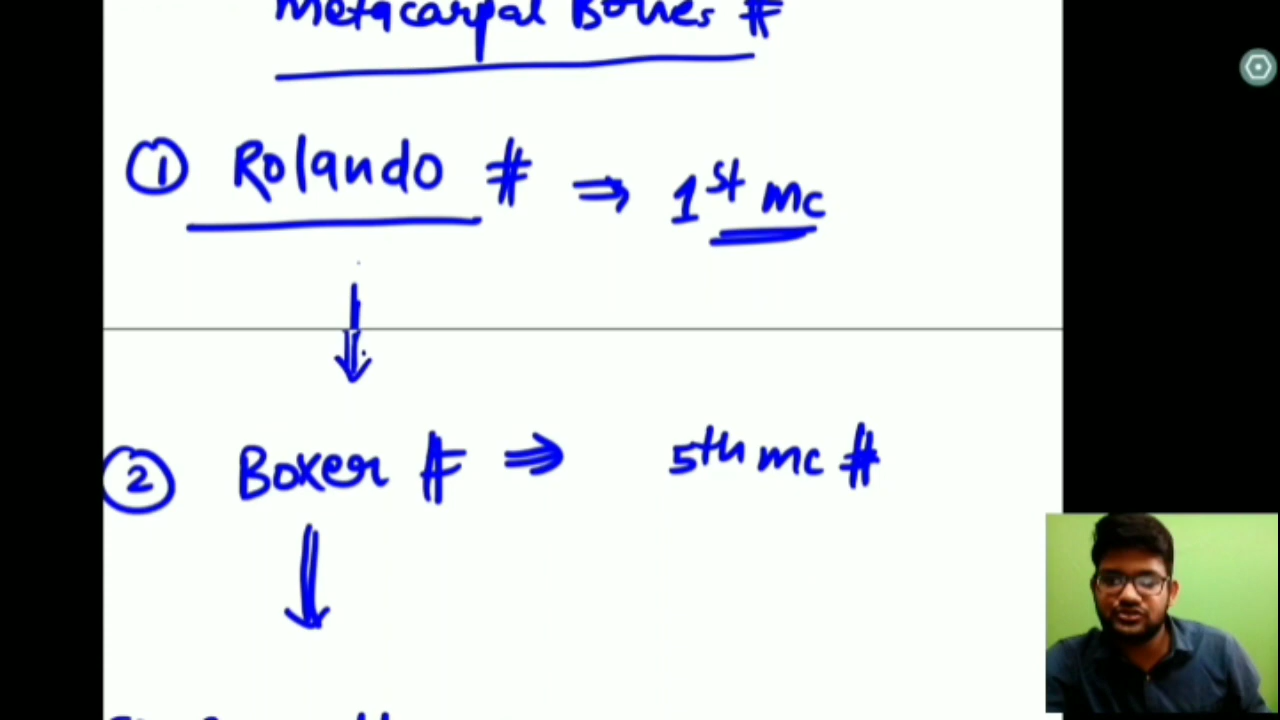 Metacarpal Bones #
① Rolando # ⇒ 1st mc
② Boxer # ⇒ 5th mc #